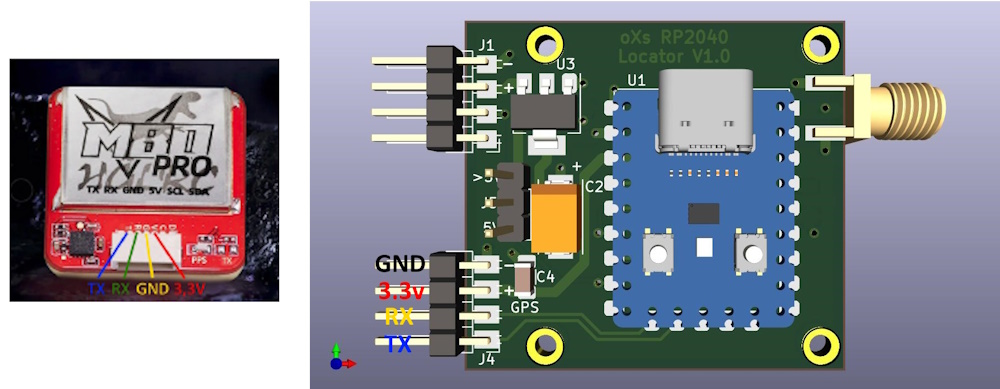 M80
PRO
TX RX GND 5V SCL SDA
PPS
TX
TX RX GND 3,3V
oXs RP2040
Locator V1.0
J1
-
+
U3
U1
>5
+
C2
5V
GND
3.3v
RX
TX
-
+
C4
GPS
J4